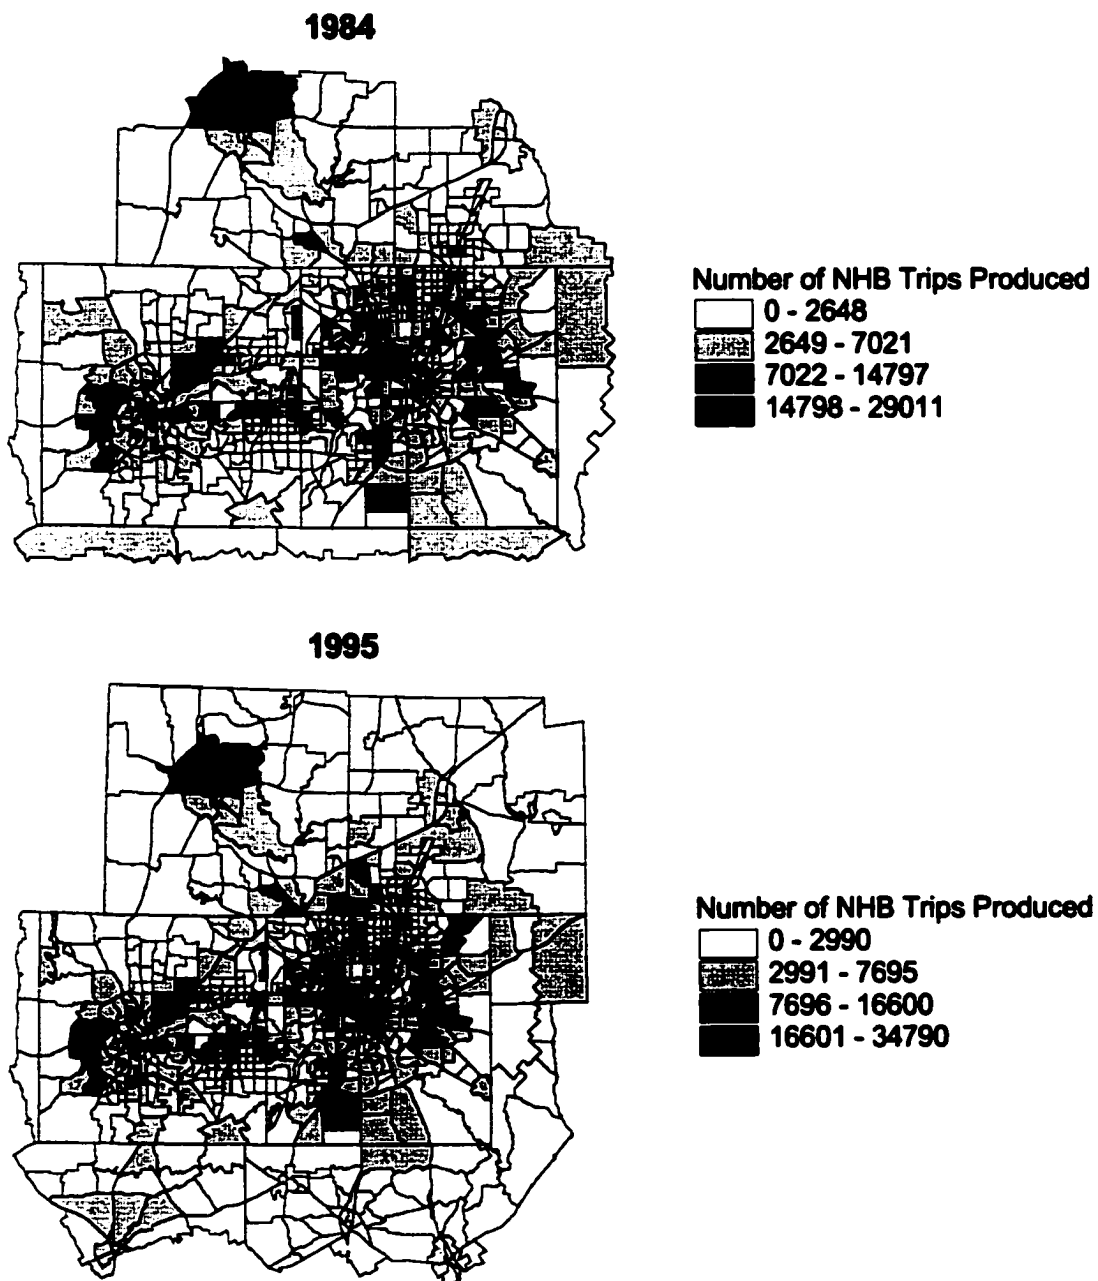 1984
Number of NHB Trips Produced
0 - 2648
2649 - 7021
7022 - 14797
14798 - 29011
1995
Number of NHB Trips Produced
0 - 2990
2991 - 7695
7696 - 16600
16601 - 34790